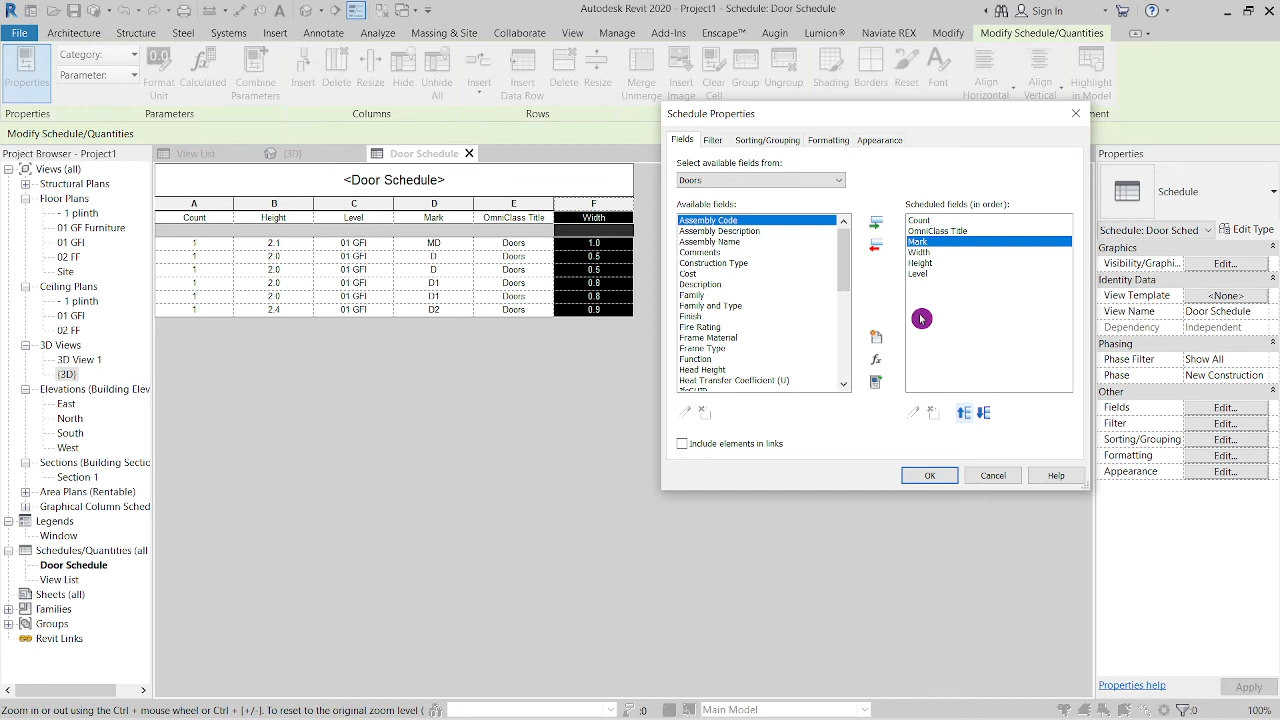 Autodesk Revit 2020 - Project1 - Schedule: Door Schedule
Sign In
File Architecture Structure Steel Systems Insert Annotate Analyze Massing & Site Collaborate View Manage Add-Ins Enscape™ Asgin Lumion® Naviate REX Modify Modify Schedule/Quantities
Category:
Parameter:
Properties
Format Unit
Calculated
Combine Parameters
Insert
Delete
Resize
Hide
Unhide All
Insert
Insert Data Row
Delete
Resize
Merge Unmerge
Insert Image
Clear Cell
Group
Ungroup
Shading
Borders
Reset
Font
Align Horizontal
Align Vertical
Highlight in Model
Properties Parameters Columns Rows
Modify Schedule/Quantities
Project Browser - Project1
View List
{3D}
Door Schedule
Views (all)
Structural Plans
Floor Plans
1 plinth
01 GF Furniture
01 GFl
02 FF
Site
Ceiling Plans
1 plinth
01 GFl
02 FF
3D Views
3D View 1
{3D}
Elevations (Building Elev
East
North
South
West
Sections (Building Sectio
Section 1
Area Plans (Rentable)
Graphical Column Sched
Legends
Window
Schedules/Quantities (all
Door Schedule
View List
Sheets (all)
Families
Groups
Revit Links
<Door Schedule>
A B C D E F
Count Height Level Mark OmniClass Title Width
1 2.1 01 GFl MD Doors 1.0
1 2.0 01 GFl D Doors 0.5
1 2.0 01 GFl D Doors 0.5
1 2.0 01 GFl D1 Doors 0.8
1 2.0 01 GFl D1 Doors 0.8
1 2.4 01 GFl D2 Doors 0.9
Schedule Properties
Fields Filter Sorting/Grouping Formatting Appearance
Select available fields from:
Doors
Available fields:
Assembly Code
Assembly Description
Assembly Name
Comments
Construction Type
Cost
Description
Family
Family and Type
Finish
Fire Rating
Frame Material
Frame Type
Function
Head Height
Heat Transfer Coefficient (U)
Scheduled fields (in order):
Count
OmniClass Title
Mark
Width
Height
Level
Include elements in links
OK Cancel Help
Properties
Schedule
Schedule: Door Sched
Edit Type
Graphics
Visibility/Graphi... Edit...
Identity Data
View Template <None>
View Name Door Schedule
Dependency Independent
Phasing
Phase Filter Show All
Phase New Construction
Other
Fields Edit...
Filter Edit...
Sorting/Grouping Edit...
Formatting Edit...
Appearance Edit...
Properties help
Apply
Zoom in or out using the Ctrl + mouse wheel or Ctrl + [+/-]. To reset to the original zoom level (
:0
Main Model
:0
100%